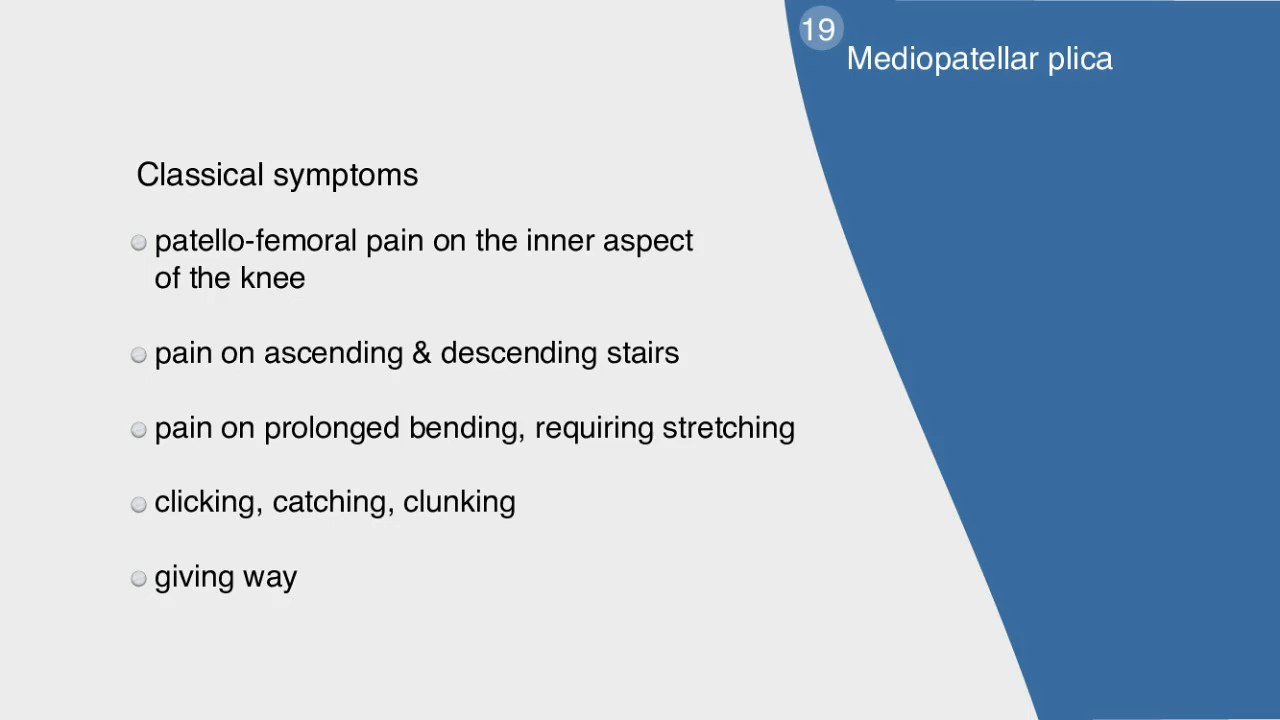 19
Mediopatellar plica
Classical symptoms
patello-femoral pain on the inner aspect
of the knee
pain on ascending & descending stairs
pain on prolonged bending, requiring stretching
clicking, catching, clunking
giving way